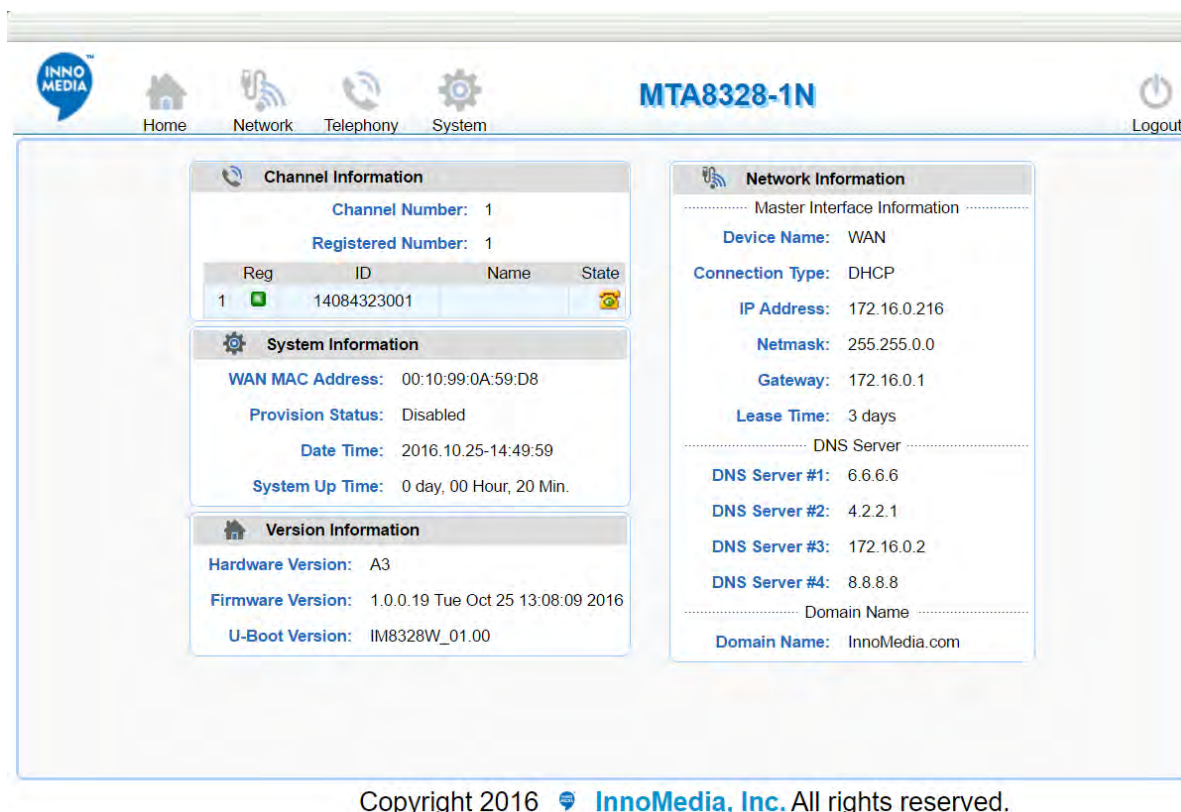 INNO
MEDIA
™
MTA8328-1N
Home Network Telephony System
Logout
Channel Information
Channel Number: 1
Registered Number: 1
Reg ID Name State
1 14084323001
System Information
WAN MAC Address: 00:10:99:0A:59:D8
Provision Status: Disabled
Date Time: 2016.10.25-14:49:59
System Up Time: 0 day, 00 Hour, 20 Min.
Version Information
Hardware Version: A3
Firmware Version: 1.0.0.19 Tue Oct 25 13:08:09 2016
U-Boot Version: IM8328W_01.00
Network Information
Master Interface Information
Device Name: WAN
Connection Type: DHCP
IP Address: 172.16.0.216
Netmask: 255.255.0.0
Gateway: 172.16.0.1
Lease Time: 3 days
DNS Server
DNS Server #1: 6.6.6.6
DNS Server #2: 4.2.2.1
DNS Server #3: 172.16.0.2
DNS Server #4: 8.8.8.8
Domain Name
Domain Name: InnoMedia.com
Copyright 2016 InnoMedia, Inc. All rights reserved.